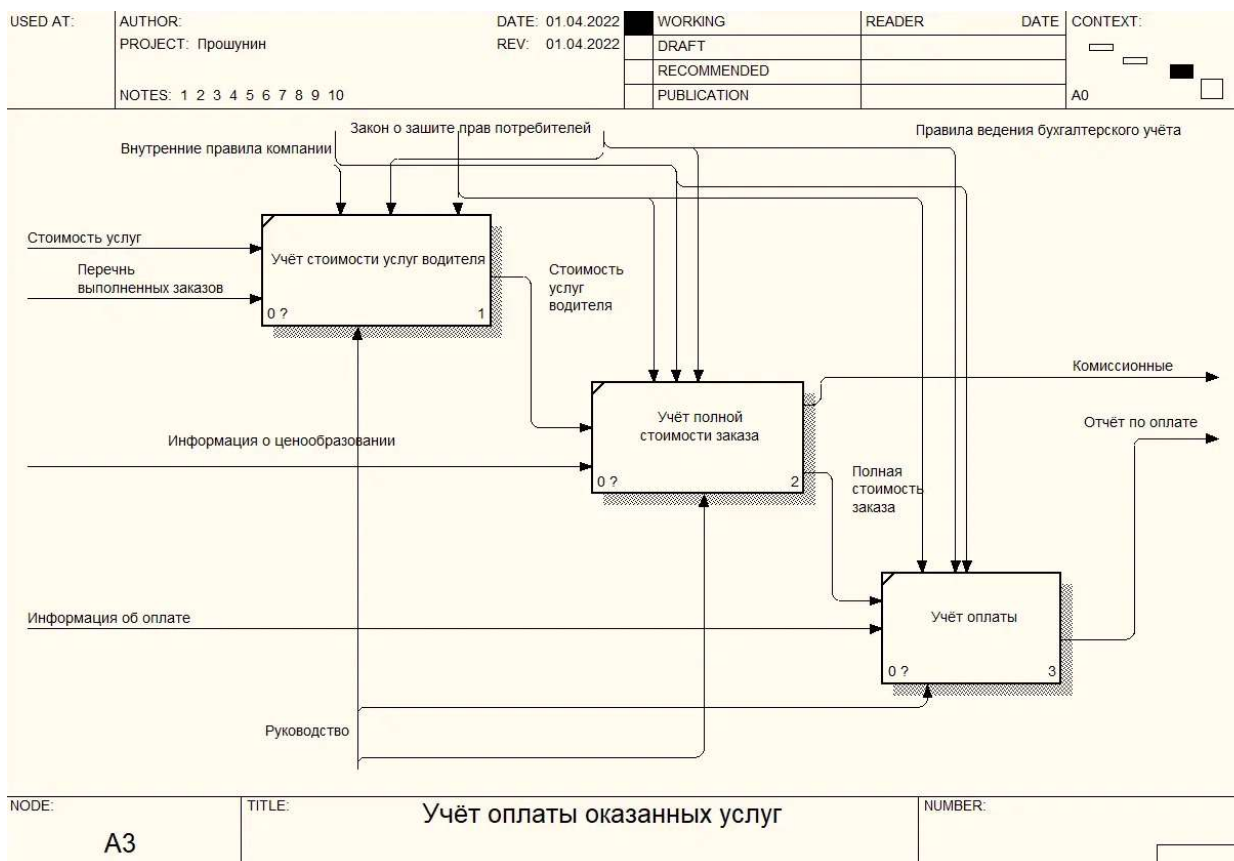 USED AT:
AUTHOR:
DATE: 01.04.2022
WORKING
READER
DATE
CONTEXT:
PROJECT: Прошунин
REV: 01.04.2022
DRAFT
RECOMMENDED
NOTES: 1 2 3 4 5 6 7 8 9 10
PUBLICATION
A0
Закон о зашите прав потребителей
Правила ведения бухгалтерского учёта
Внутренние правила компании
Стоимость услуг
Учёт стоимости услуг водителя
Перечнь
выполненных заказов
0 ?
1
Стоимость
услуг
водителя
Комиссионные
Учёт полной
стоимости заказа
Отчёт по оплате
Информация о ценообразовании
0 ?
2
Полная
стоимость
заказа
Информация об оплате
Учёт оплаты
0 ?
3
Руководство
NODE:
TITLE:
Учёт оплаты оказанных услуг
NUMBER:
A3